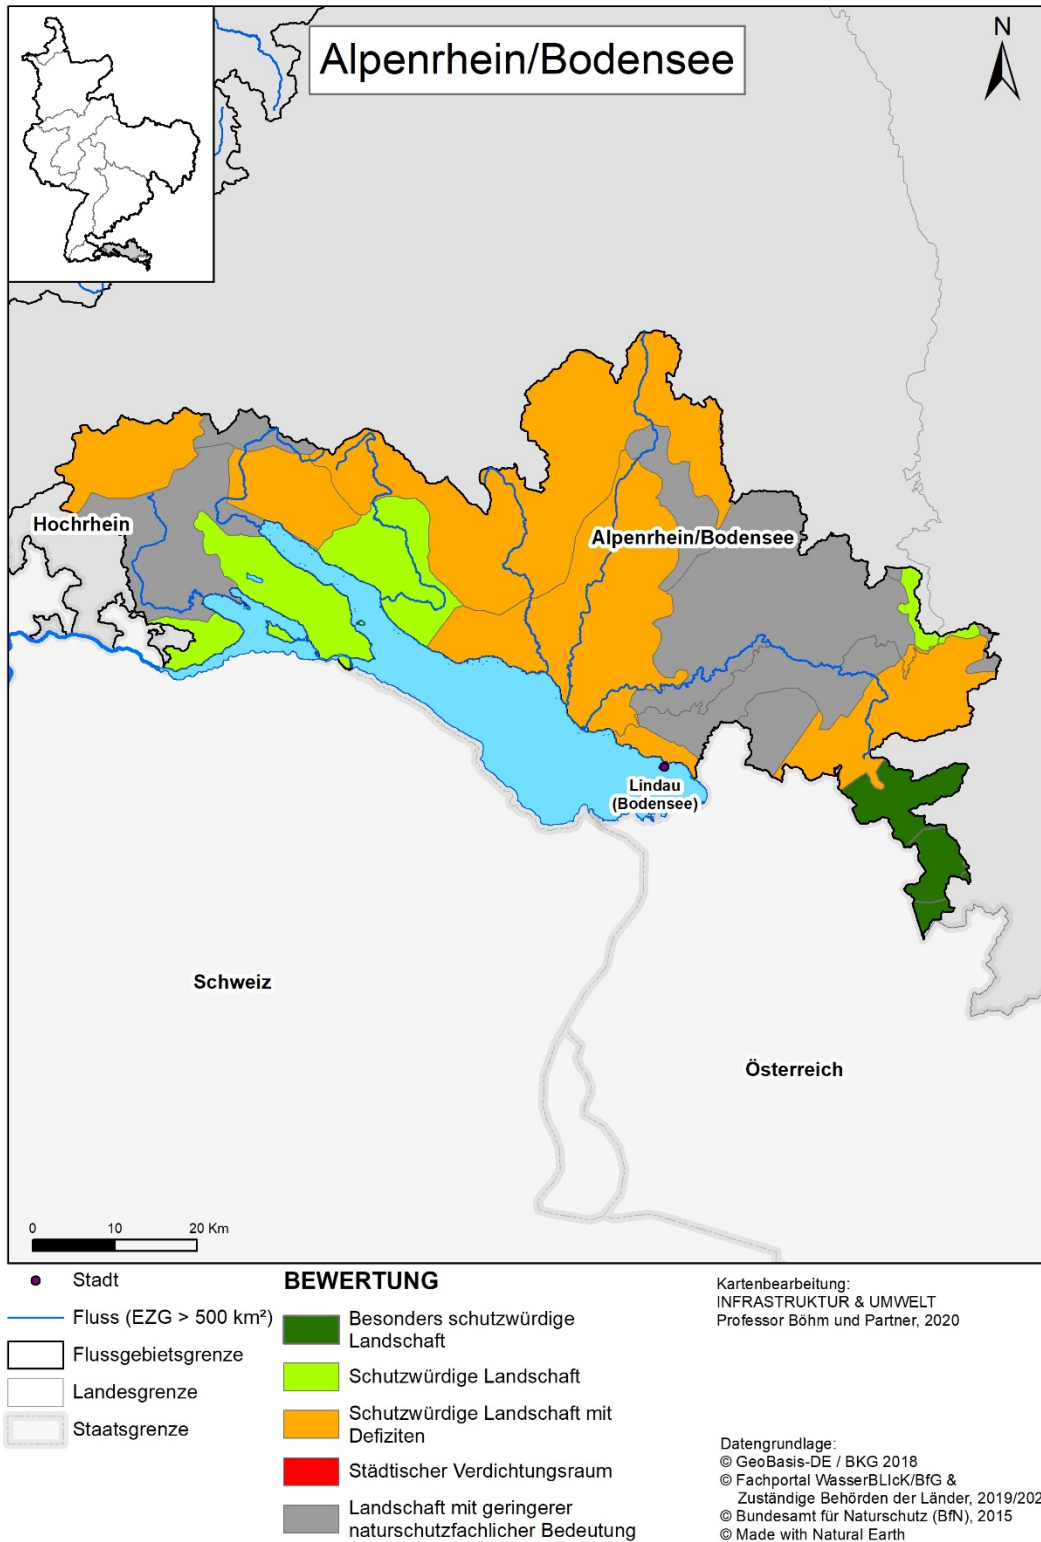 Alpenrhein/Bodensee
N
Hochrhein
Alpenrhein/Bodensee
Lindau
(Bodensee)
Schweiz
Österreich
0 10 20 Km
Stadt
Fluss (EZG > 500 km²)
Flussgebietsgrenze
Landesgrenze
Staatsgrenze
BEWERTUNG
Besonders schutzwürdige
Landschaft
Schutzwürdige Landschaft
Schutzwürdige Landschaft mit
Defiziten
Städtischer Verdichtungsraum
Landschaft mit geringerer
naturschutzfachlicher Bedeutung
Kartenbearbeitung:
INFRASTRUKTUR & UMWELT
Professor Böhm und Partner, 2020
Datengrundlage:
© GeoBasis-DE / BKG 2018
© Fachportal WasserBLIcK/BfG &
Zuständige Behörden der Länder, 2019/202
© Bundesamt für Naturschutz (BfN), 2015
© Made with Natural Earth